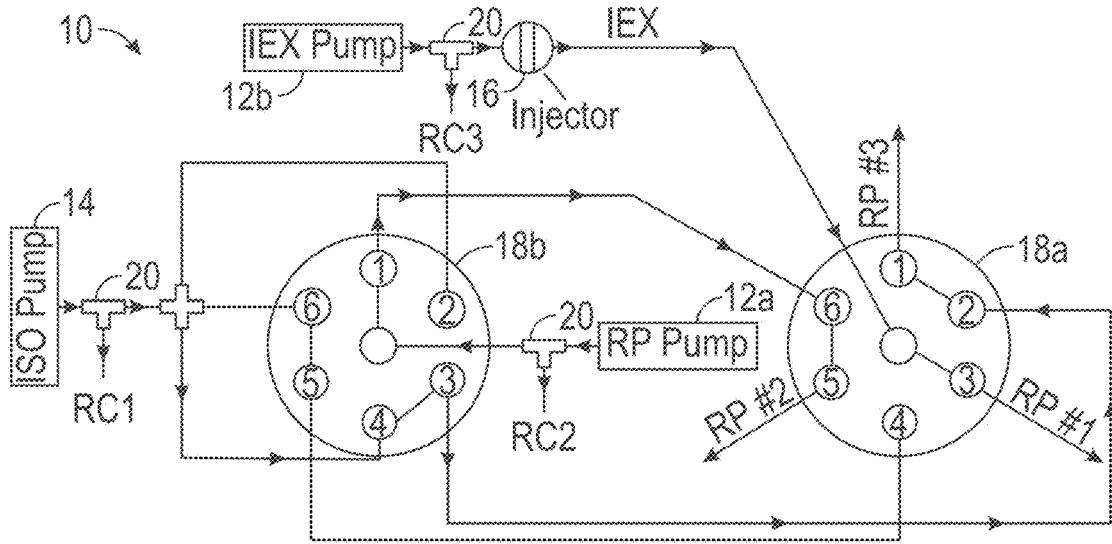 10
IEX Pump
20
IEX
12b
16
Injector
RC3
RP #3
14
ISO Pump
20
RC1
18b
1
2
3
4
5
6
20
12a
RP Pump
RC2
18a
1
2
3
4
5
6
RP #2
RP #1